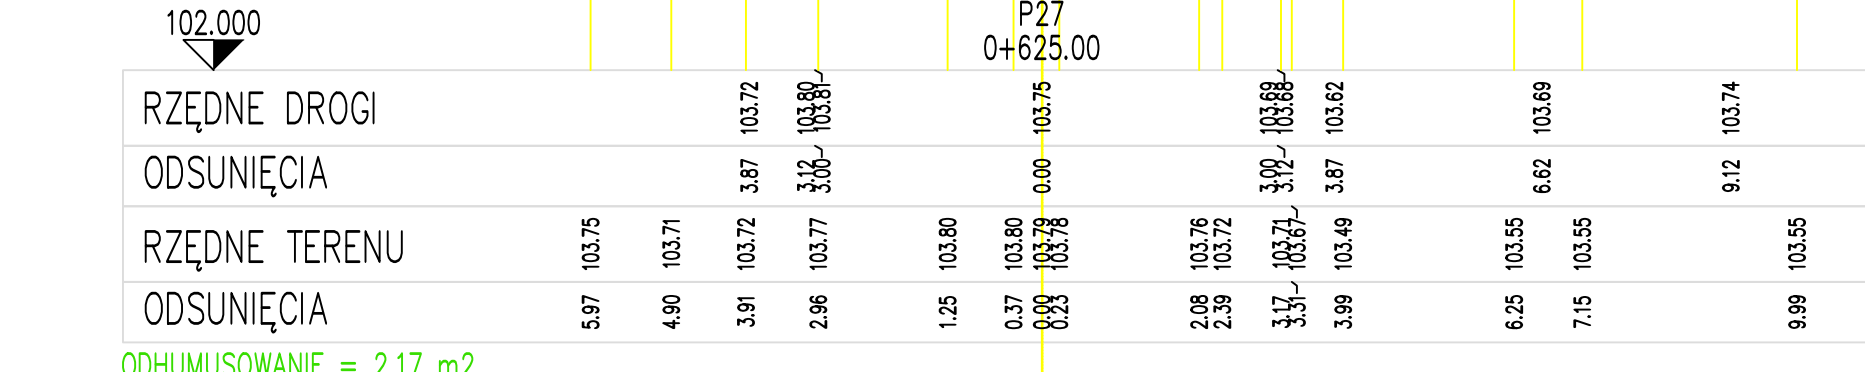 102.000
P27
0+625.00
RZĘDNE DROGI 103.72 103.80 103.81 103.75 103.69 103.68 103.62 103.69 103.74
ODSUNIĘCIA 3.87 3.12 3.00 0.00 3.00 3.12 3.87 6.62 9.12
RZĘDNE TERENU 103.75 103.71 103.72 103.77 103.80 103.80 103.79 103.78 103.76 103.72 103.71 103.67 103.49 103.55 103.55 103.55
ODSUNIĘCIA 5.97 4.90 3.91 2.96 1.25 0.37 0.00 0.23 2.08 2.39 3.17 3.31 3.99 6.25 7.15 9.99
ODHUMUSOWANIE = 2.17 m2